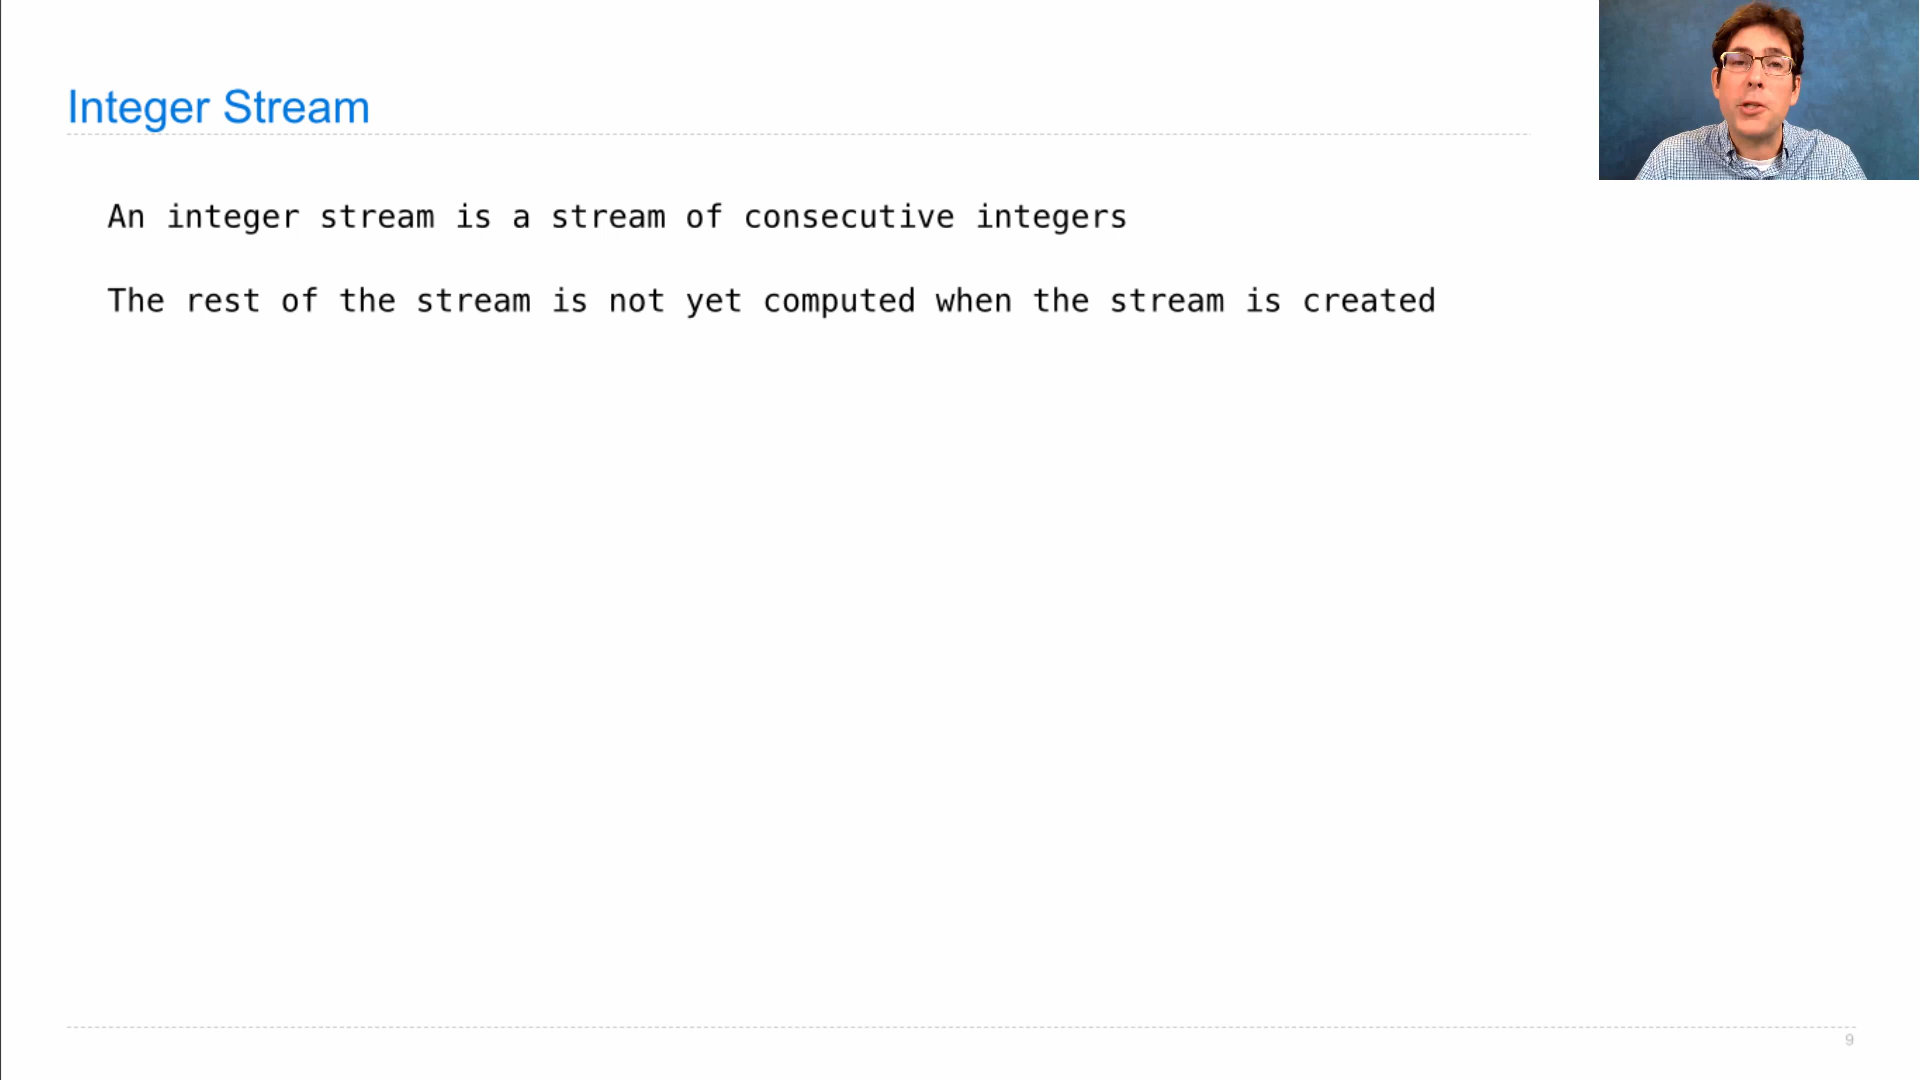 Integer Stream
An integer stream is a stream of consecutive integers
The rest of the stream is not yet computed when the stream is created
9